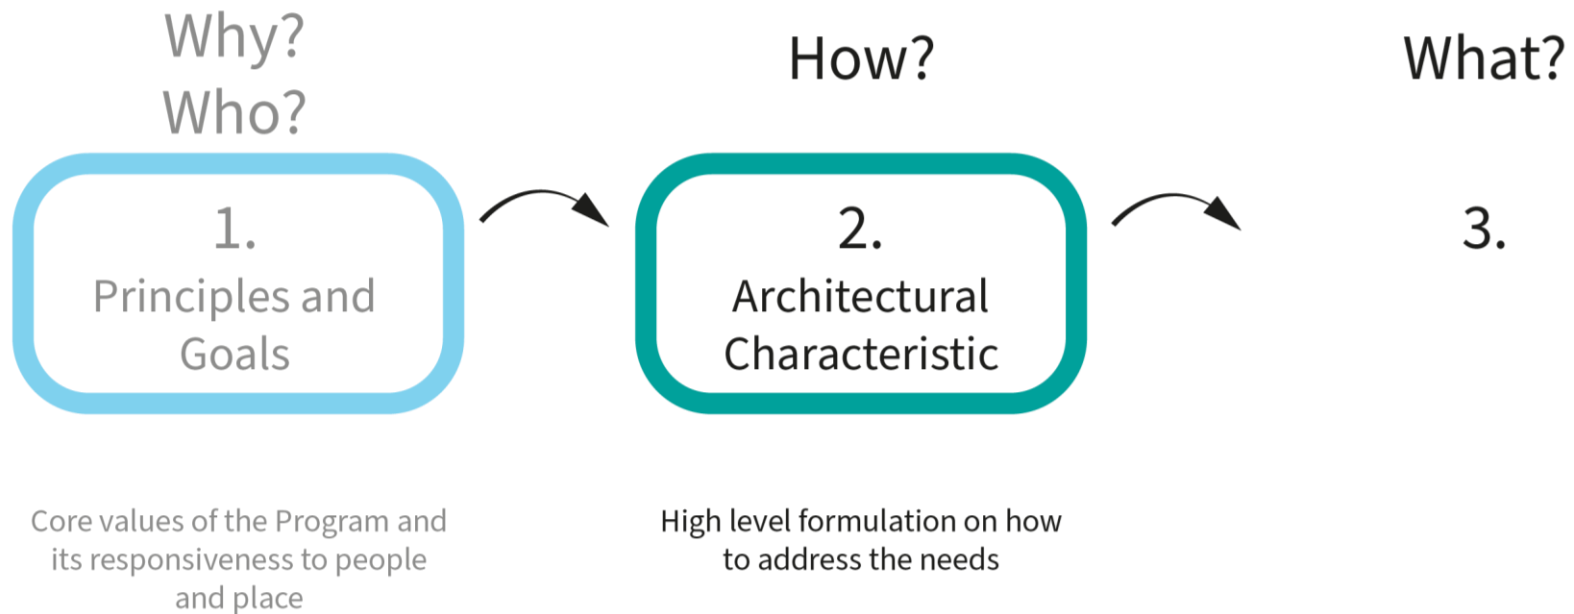 Why?
Who?
How?
What?
1.
Principles and
Goals
2.
Architectural
Characteristic
3.
Core values of the Program and
its responsiveness to people
and place
High level formulation on how
to address the needs